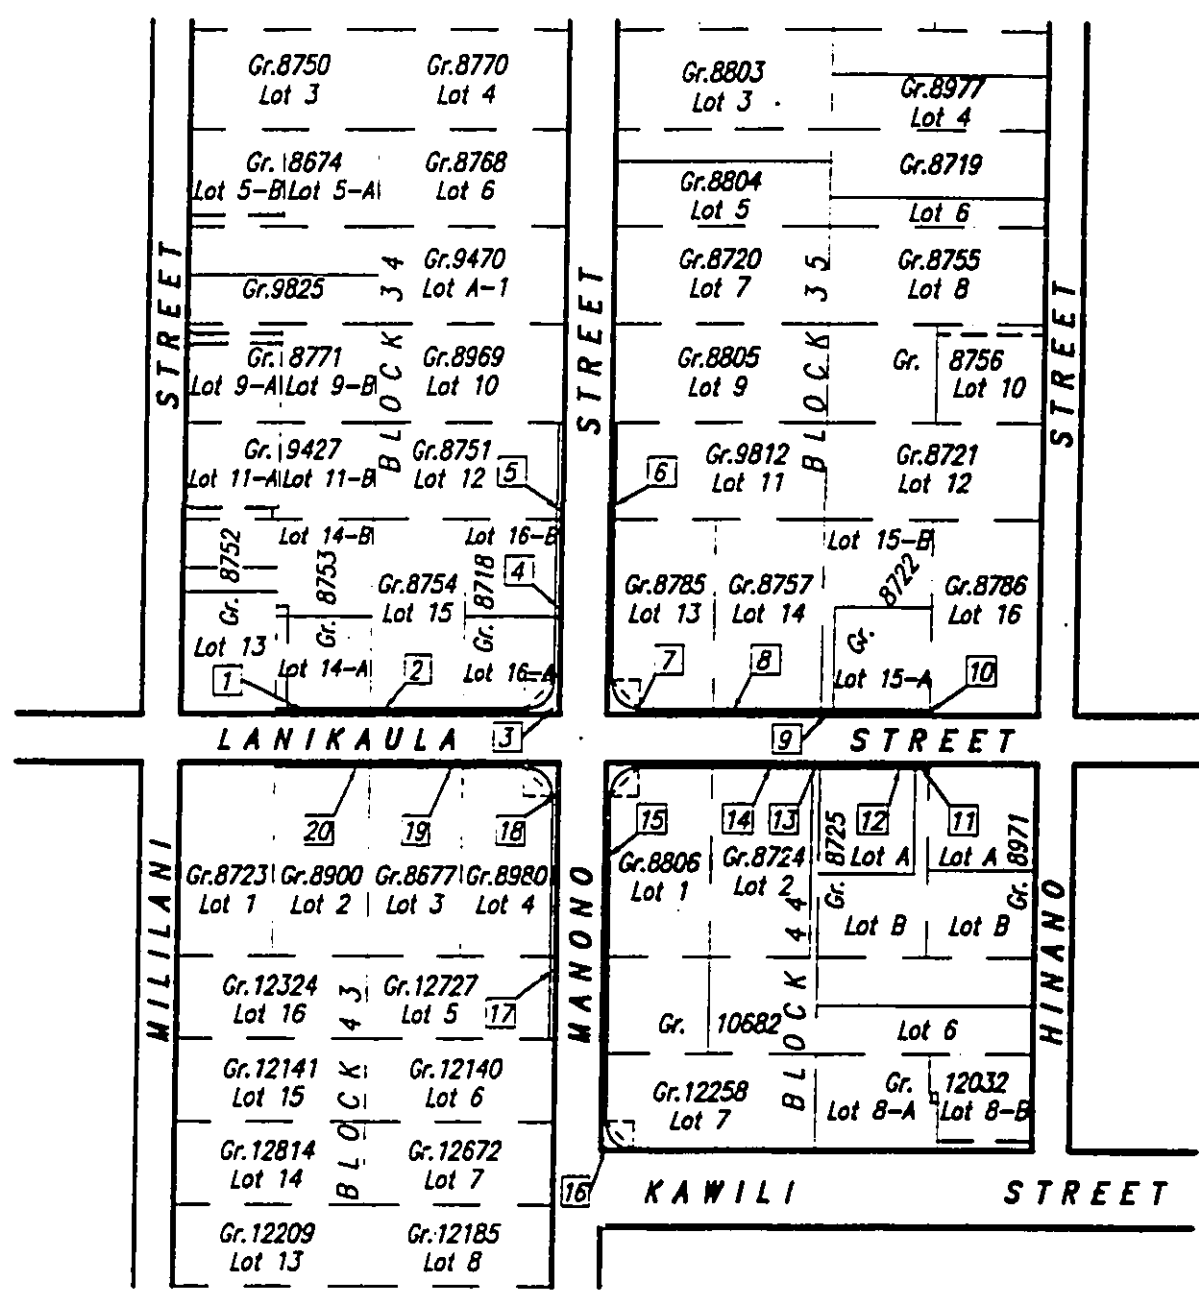 Gr.8750
Lot 3
Gr.8770
Lot 4
Gr.8803
Lot 3
Gr.8977
Lot 4
Gr. 8674
Lot 5-B Lot 5-A
Gr.8768
Lot 6
Gr.8804
Lot 5
Gr.8719
Lot 6
Gr.9825
Gr.9470
Lot A-1
Gr.8720
Lot 7
Gr.8755
Lot 8
Gr. 8771
Lot 9-A Lot 9-B
Gr.8969
Lot 10
Gr.8805
Lot 9
Gr. 8756
Lot 10
Gr. 9427
Lot 11-A Lot 11-B
Gr.8751
Lot 12
Gr.9812
Lot 11
Gr.8721
Lot 12
BLOCK 34
BLOCK 35
STREET
STREET
STREET
5
6
Gr. 8752
Lot 13
Lot 14-B
Gr. 8753
Lot 14-A
Gr.8754
Lot 15
Lot 16-B
Gr. 8718
Lot 16-A
4
Gr.8785
Lot 13
Gr.8757
Lot 14
Lot 15-B
Gr. 8722
Lot 15-A
Gr.8786
Lot 16
1
2
7
8
10
LANIKAULA
3
9
STREET
20
19
18
15
14
13
12
11
Gr.8723
Lot 1
Gr.8900
Lot 2
Gr.8677
Lot 3
Gr.8980
Lot 4
Gr.8806
Lot 1
Gr.8724
Lot 2
Gr. 8725
Lot A
Lot B
Gr. 8971
Lot A
Lot B
MILILANI
MANONO
HINANO
BLOCK 43
BLOCK 44
Gr.12324
Lot 16
Gr.12727
Lot 5
17
Gr. 10682
Lot 6
Gr.12141
Lot 15
Gr.12140
Lot 6
Gr.12258
Lot 7
Gr. 12032
Lot 8-A Lot 8-B
Gr.12814
Lot 14
Gr.12672
Lot 7
16
KAWILI STREET
Gr.12209
Lot 13
Gr.12185
Lot 8